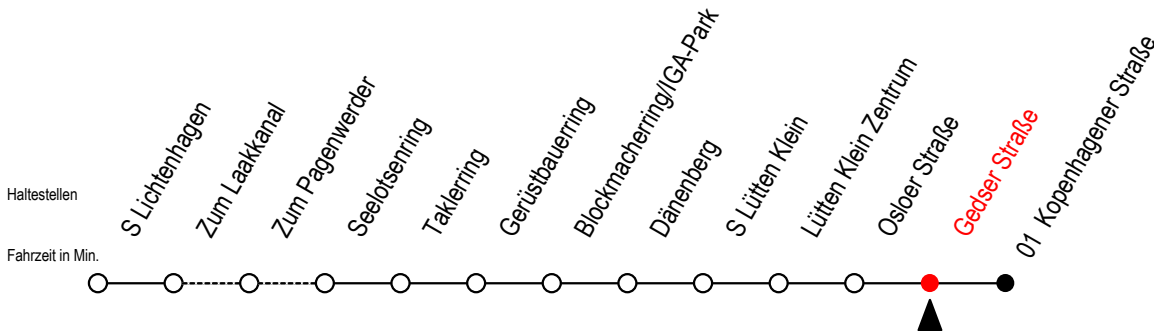 S Lichtenhagen
Zum Laakkanal
Zum Pagenwerder
Seelotsenring
Taklerring
Gerüstbauerring
Blockmacherring/IGA-Park
Dänenberg
S Lütten Klein
Lütten Klein Zentrum
Osloer Straße
Gedser Straße
01 Kopenhagener Straße
Haltestellen
Fahrzeit in Min.